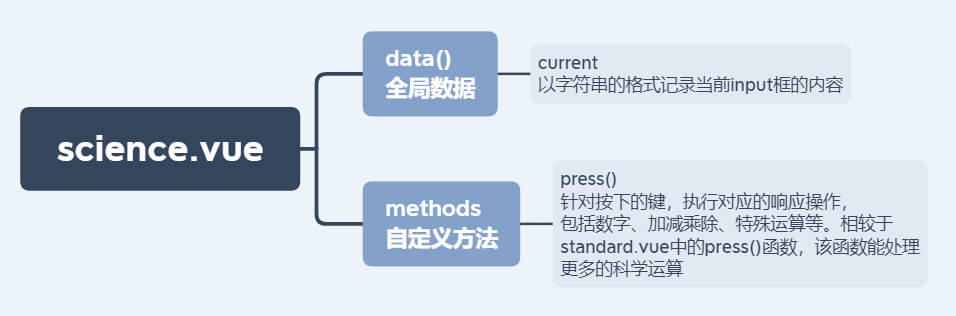 science.vue
data()
全局数据
current
以字符串的格式记录当前input框的内容
methods
自定义方法
press()
针对按下的键，执行对应的响应操作，
包括数字、加减乘除、特殊运算等。相较于
standard.vue中的press()函数，该函数能处理
更多的科学运算